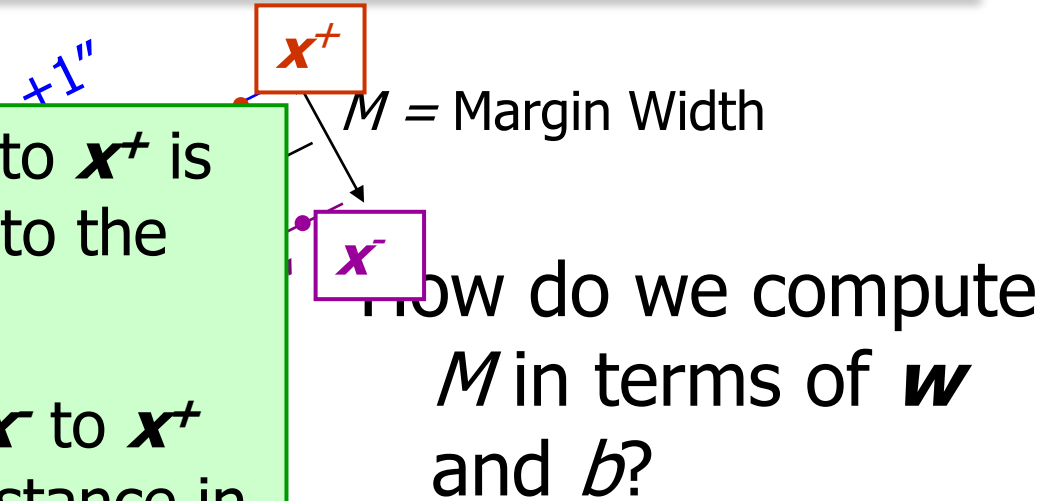 +1”
x⁺
M = Margin Width
to x⁺ is
to the
x⁻
How do we compute
M in terms of w
and b?
x⁻ to x⁺